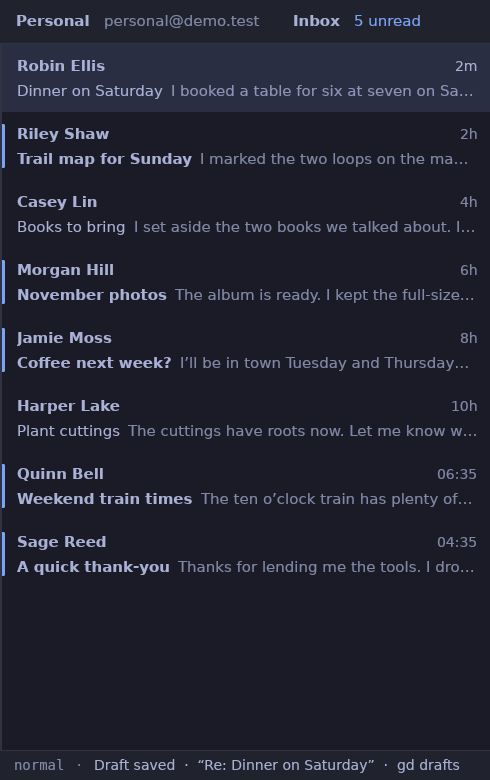 Personal personal@demo.test Inbox 5 unread
Robin Ellis 2m
Dinner on Saturday I booked a table for six at seven on Sa…
Riley Shaw 2h
Trail map for Sunday I marked the two loops on the ma…
Casey Lin 4h
Books to bring I set aside the two books we talked about. I…
Morgan Hill 6h
November photos The album is ready. I kept the full-size…
Jamie Moss 8h
Coffee next week? I’ll be in town Tuesday and Thursday…
Harper Lake 10h
Plant cuttings The cuttings have roots now. Let me know w…
Quinn Bell 06:35
Weekend train times The ten o’clock train has plenty of…
Sage Reed 04:35
A quick thank-you Thanks for lending me the tools. I dro…
normal · Draft saved · “Re: Dinner on Saturday” · gd drafts